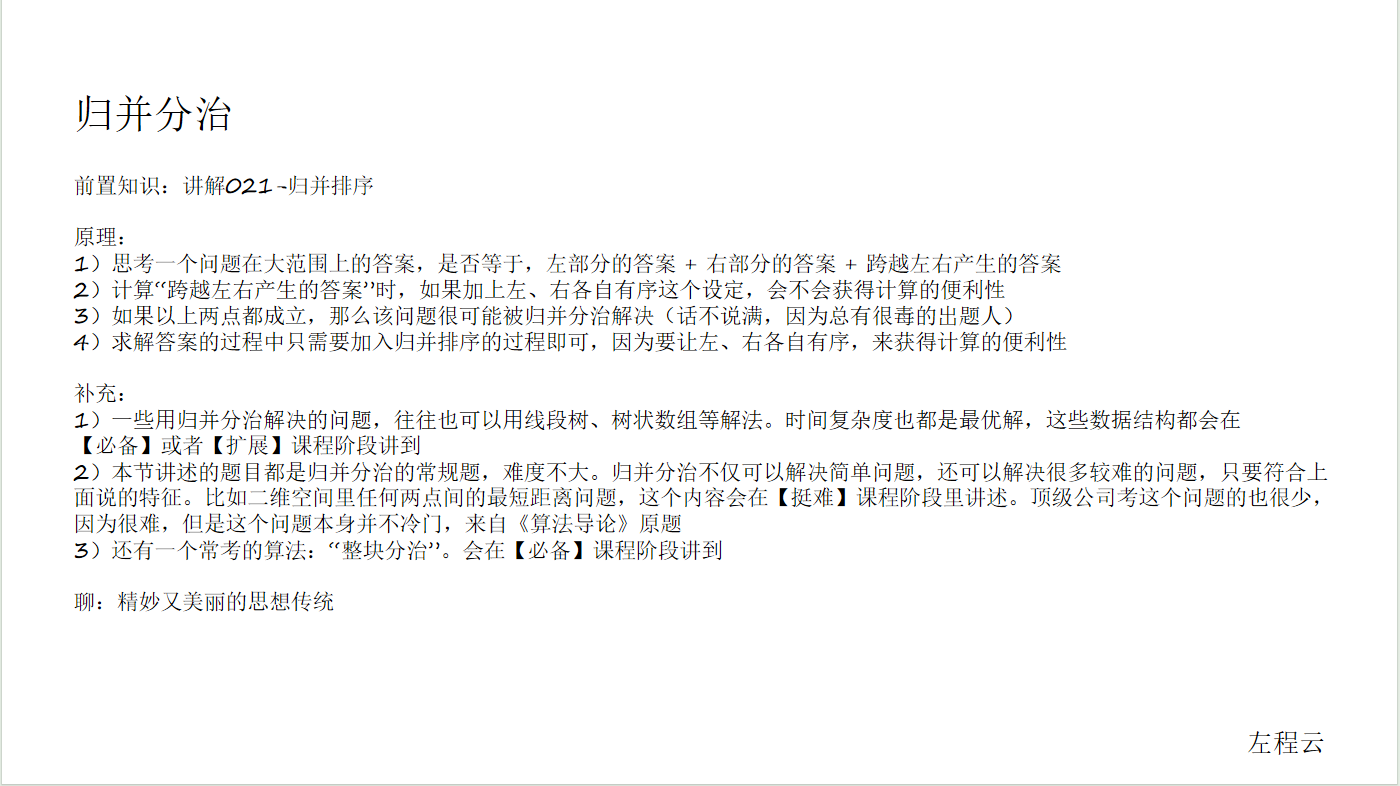 归并分治
前置知识：讲解021-归并排序
原理：
1）思考一个问题在大范围上的答案，是否等于，左部分的答案 + 右部分的答案 + 跨越左右产生的答案
2）计算“跨越左右产生的答案”时，如果加上左、右各自有序这个设定，会不会获得计算的便利性
3）如果以上两点都成立，那么该问题很可能被归并分治解决（话不说满，因为总有很毒的出题人）
4）求解答案的过程中只需要加入归并排序的过程即可，因为要让左、右各自有序，来获得计算的便利性
补充：
1）一些用归并分治解决的问题，往往也可以用线段树、树状数组等解法。时间复杂度也都是最优解，这些数据结构都会在
【必备】或者【扩展】课程阶段讲到
2）本节讲述的题目都是归并分治的常规题，难度不大。归并分治不仅可以解决简单问题，还可以解决很多较难的问题，只要符合上
面说的特征。比如二维空间里任何两点间的最短距离问题，这个内容会在【挺难】课程阶段里讲述。顶级公司考这个问题的也很少，
因为很难，但是这个问题本身并不冷门，来自《算法导论》原题
3）还有一个常考的算法：“整块分治”。会在【必备】课程阶段讲到
聊：精妙又美丽的思想传统
左程云